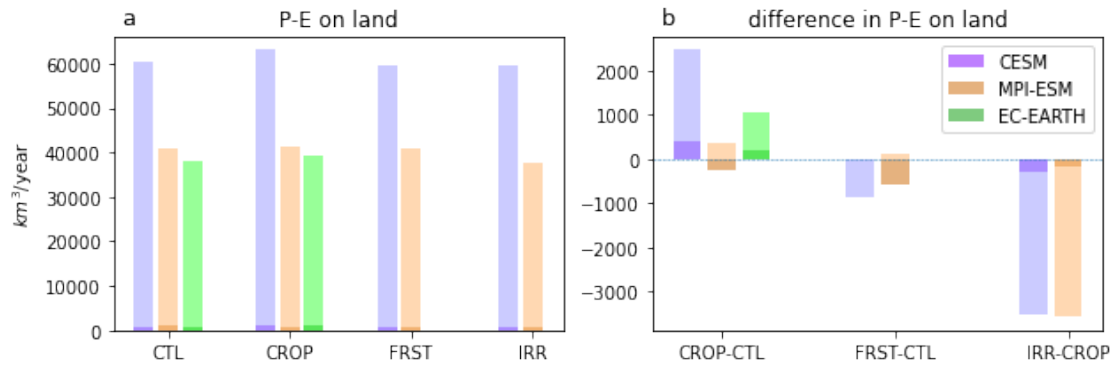 a P-E on land
60000
50000
40000
30000
20000
10000
0
km³/year
CTL CROP FRST IRR
b difference in P-E on land
2000
1000
0
−1000
−2000
−3000
CESM
MPI-ESM
EC-EARTH
CROP-CTL FRST-CTL IRR-CROP